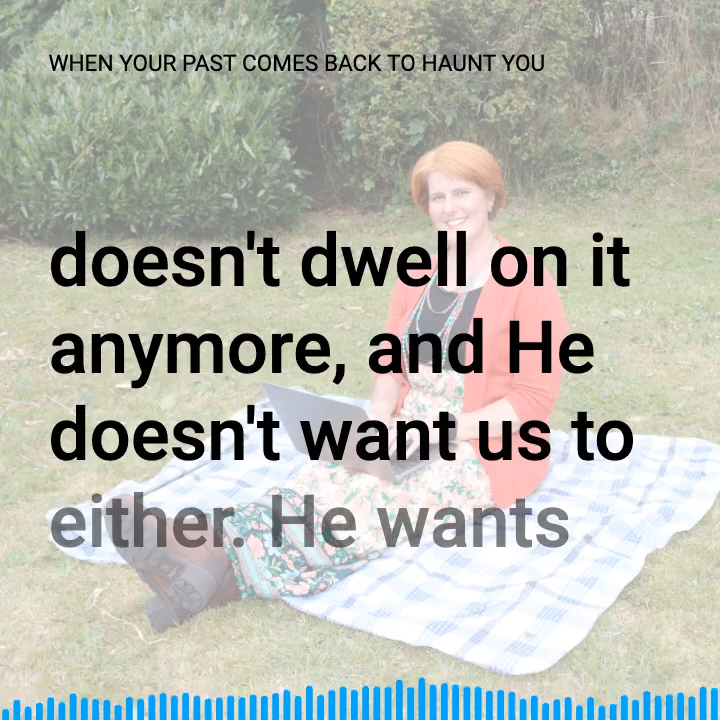 WHEN YOUR PAST COMES BACK TO HAUNT YOU
doesn't dwell on it
anymore, and He
doesn't want us to
either. He wants